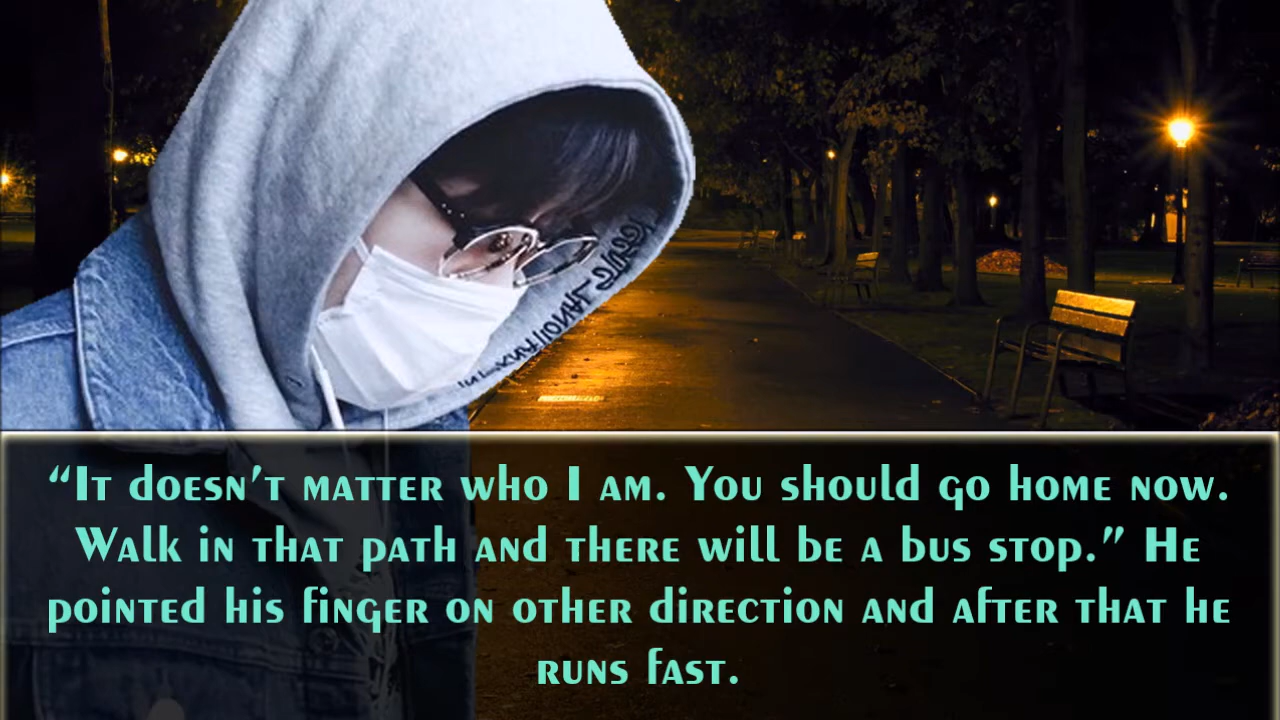 “It doesn’t matter who I am. You should go home now.
Walk in that path and there will be a bus stop.” He
pointed his finger on other direction and after that he
runs fast.